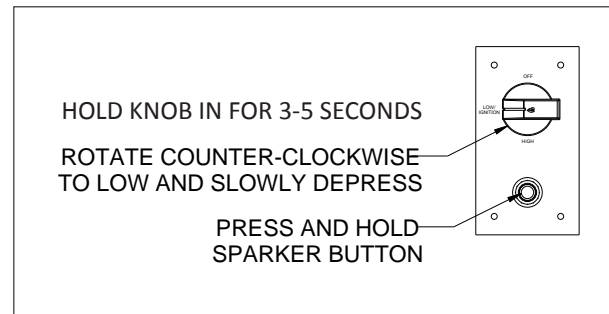 HOLD KNOB IN FOR 3-5 SECONDS
ROTATE COUNTER-CLOCKWISE
TO LOW AND SLOWLY DEPRESS
PRESS AND HOLD
SPARKER BUTTON
OFF
LOW/
IGNITION
HIGH